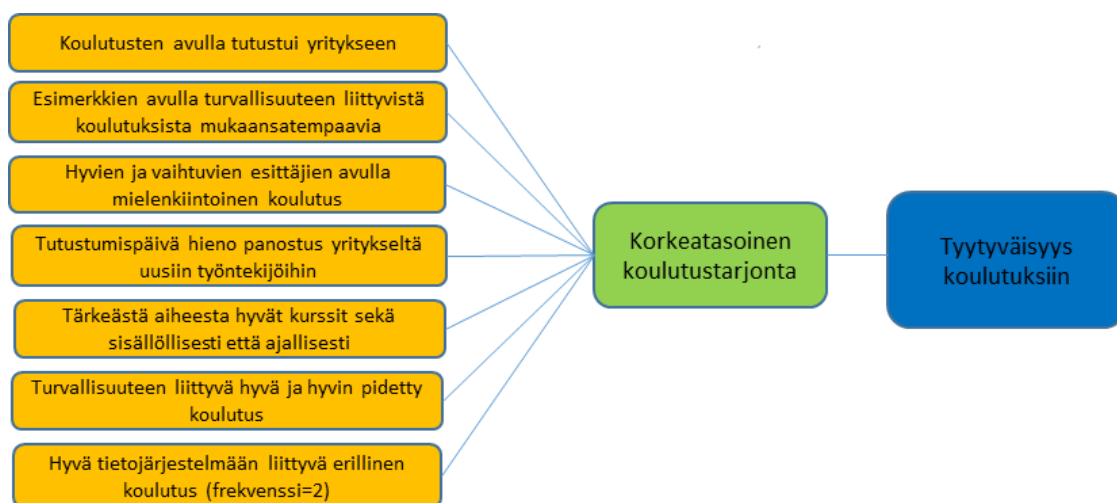 Koulutusten avulla tutustui yritykseen
Esimerkkien avulla turvallisuuteen liittyvistä
koulutuksista mukaansatempaavia
Hyvien ja vaihtuvien esittäjien avulla
mielenkiintoinen koulutus
Tutustumispäivä hieno panostus yritykseltä
uusiin työntekijöihin
Tärkeästä aiheesta hyvät kurssit sekä
sisällöllisesti että ajallisesti
Turvallisuuteen liittyvä hyvä ja hyvin pidetty
koulutus
Hyvä tietojärjestelmään liittyvä erillinen
koulutus (frekvenssi=2)
Korkeatasoinen
koulutustarjonta
Tyytyväisyys
koulutuksiin